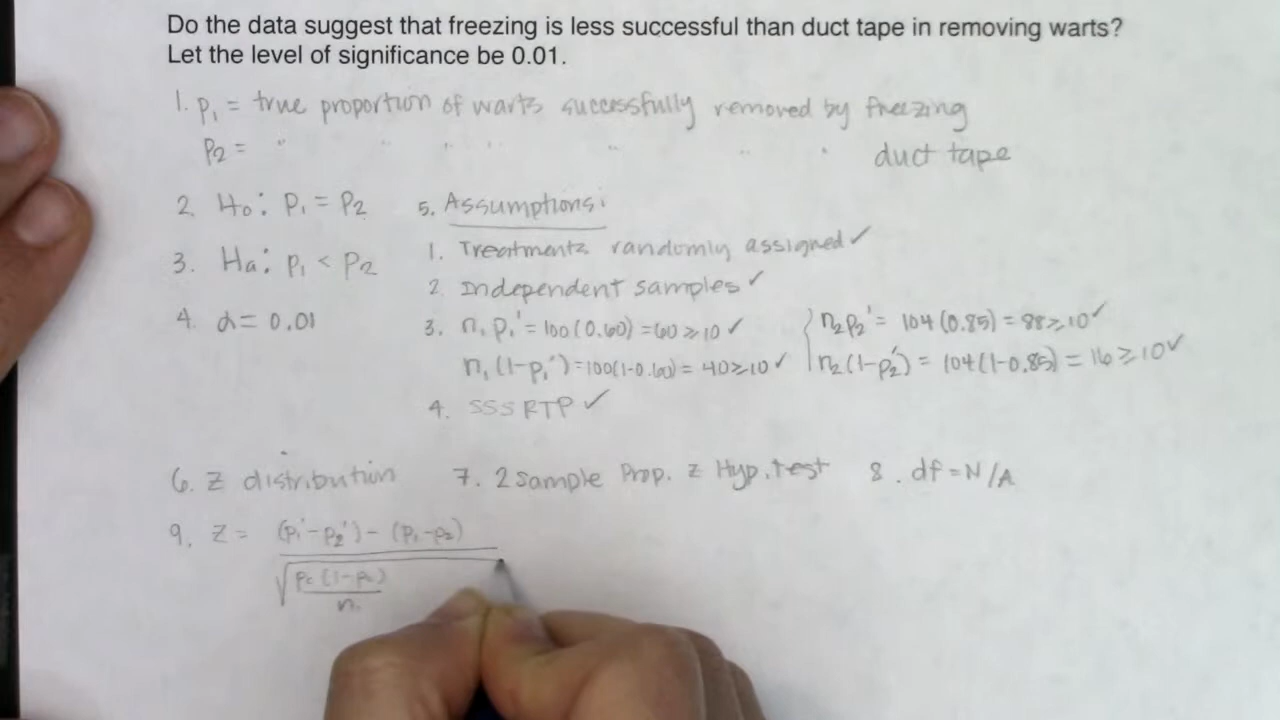 Do the data suggest that freezing is less successful than duct tape in removing warts?
Let the level of significance be 0.01.
1. p₁ = true proportion of warts successfully removed by freezing
p₂ = " " " " " " " duct tape
2. H₀: p₁ = p₂
3. Ha: p₁ < p₂
4. α = 0.01
5. Assumptions:
1. Treatments randomly assigned ✓
2. Independent samples ✓
3. n₁p₁' = 100(0.60) = 60 ≥ 10 ✓
n₁(1-p₁') = 100(1-0.60) = 40 ≥ 10 ✓
n₂p₂' = 104(0.85) = 88 ≥ 10 ✓
n₂(1-p₂') = 104(1-0.85) = 16 ≥ 10 ✓
4. SSSRTP ✓
6. Z distribution 7. 2 Sample Prop. Z Hyp. test 8. df = N/A
9. Z = (p₁'-p₂') - (p₁-p₂)
√ pc(1-pc)
n₁